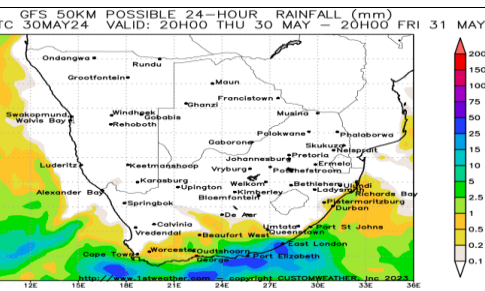 GFS 50KM POSSIBLE 24-HOUR RAINFALL (mm)
TC 30MAY24 VALID: 20H00 THU 30 MAY – 20H00 FRI 31 MAY
Ondangwa Rundu
Grootfontein Maun
Ghanzi Francistown
Swakopmund Windhoek Gobabis Musina
Walvis Bay Rehoboth
Polokwane Phalaborwa
Gaborone Skukuza
Pretoria Nelspruit
Johannesburg
Luderitz Keetmanshoop Vryburg Potchefstroom Ermelo
Karasburg Upington Welkom Bethlehem Ulundi
Alexander Bay Kimberley Ladysmith Richards Bay
Springbok Bloemfontein Pietermaritzburg
De Aar Durban
Calvinia Umtata Port St Johns
Vredendal Beaufort West Queenstown
East London
Cape Town Worcester Oudtshoorn
George Port Elizabeth
http://www.1stweather.com – copyright CUSTOMWEATHER, Inc 2023
12E 15E 18E 21E 24E 27E 30E 33E 36E
200
150
100
75
50
25
15
10
5
2.5
1
0.5
0.2
0.1